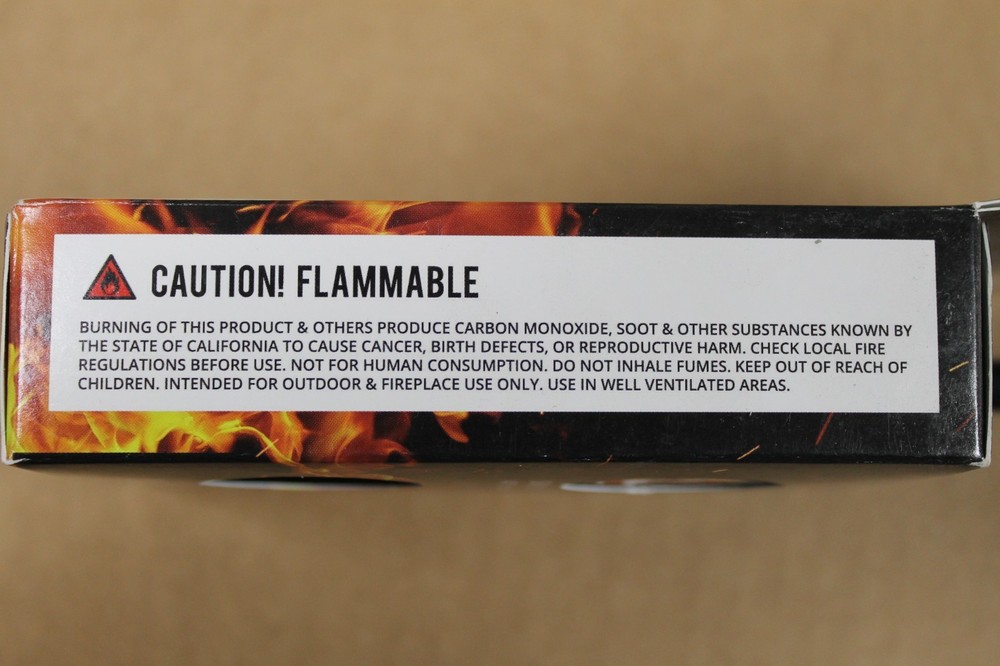 CAUTION! FLAMMABLE
BURNING OF THIS PRODUCT & OTHERS PRODUCE CARBON MONOXIDE, SOOT & OTHER SUBSTANCES KNOWN BY
THE STATE OF CALIFORNIA TO CAUSE CANCER, BIRTH DEFECTS, OR REPRODUCTIVE HARM. CHECK LOCAL FIRE
REGULATIONS BEFORE USE. NOT FOR HUMAN CONSUMPTION. DO NOT INHALE FUMES. KEEP OUT OF REACH OF
CHILDREN. INTENDED FOR OUTDOOR & FIREPLACE USE ONLY. USE IN WELL VENTILATED AREAS.